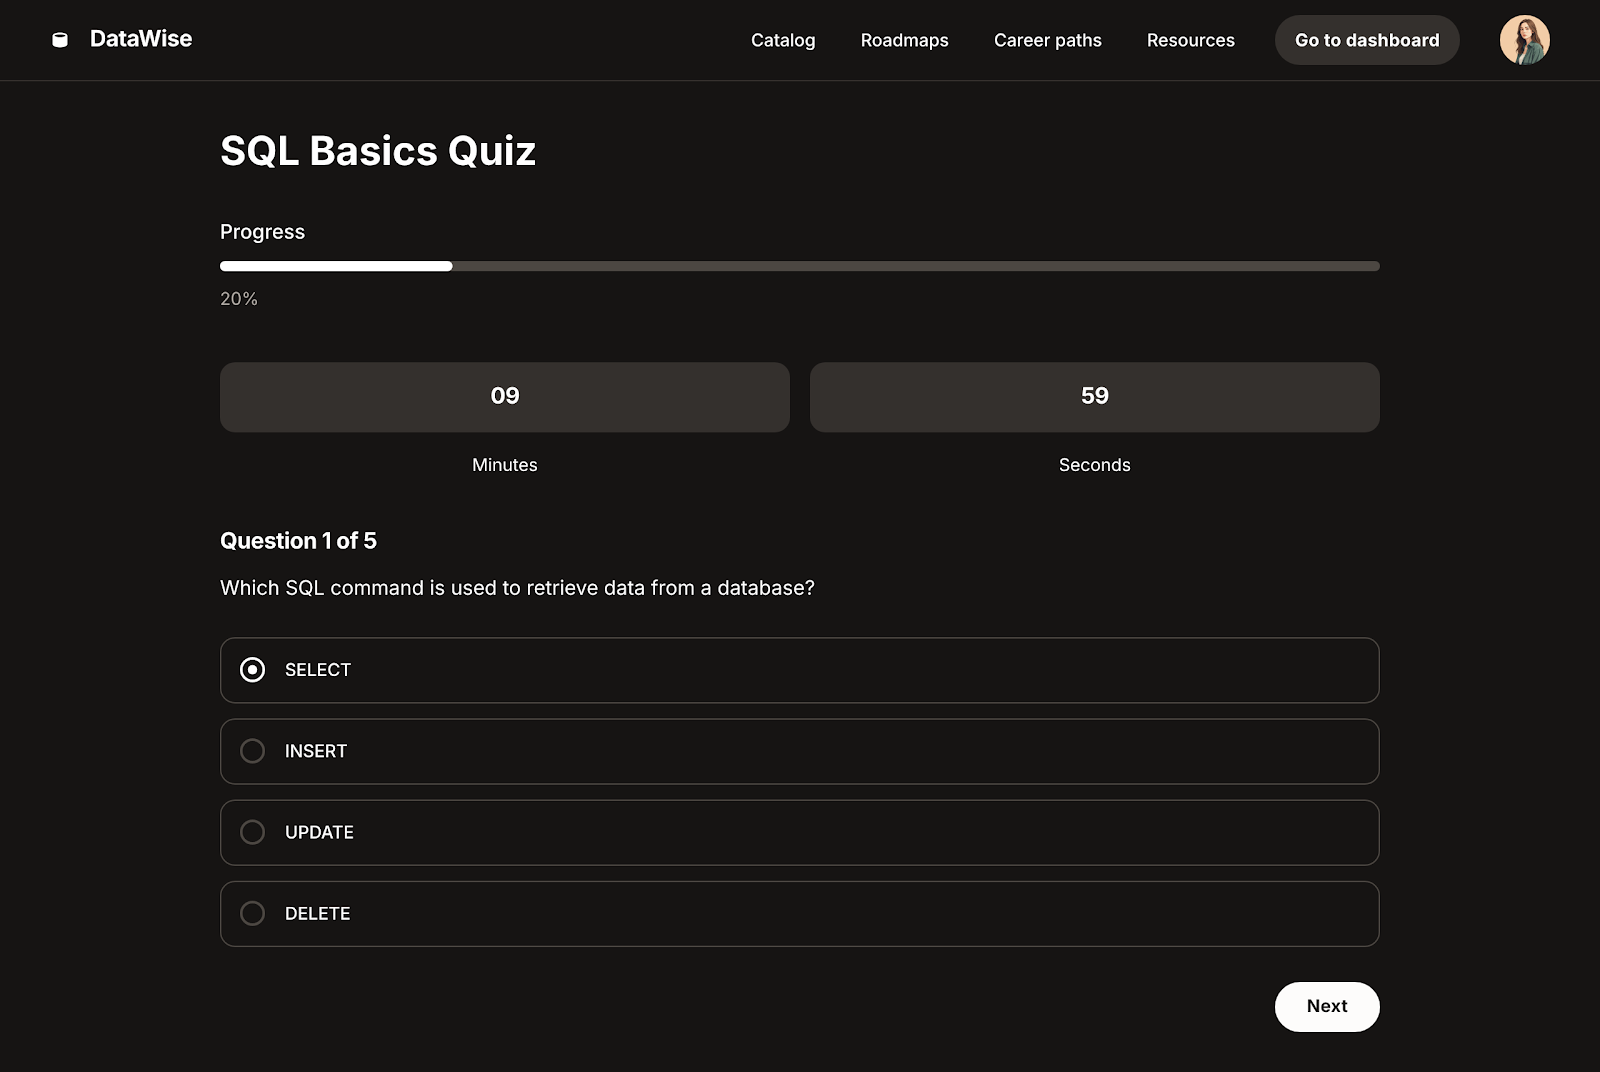 DataWise
Catalog
Roadmaps
Career paths
Resources
Go to dashboard
SQL Basics Quiz
Progress
20%
09
59
Minutes
Seconds
Question 1 of 5
Which SQL command is used to retrieve data from a database?
SELECT
INSERT
UPDATE
DELETE
Next